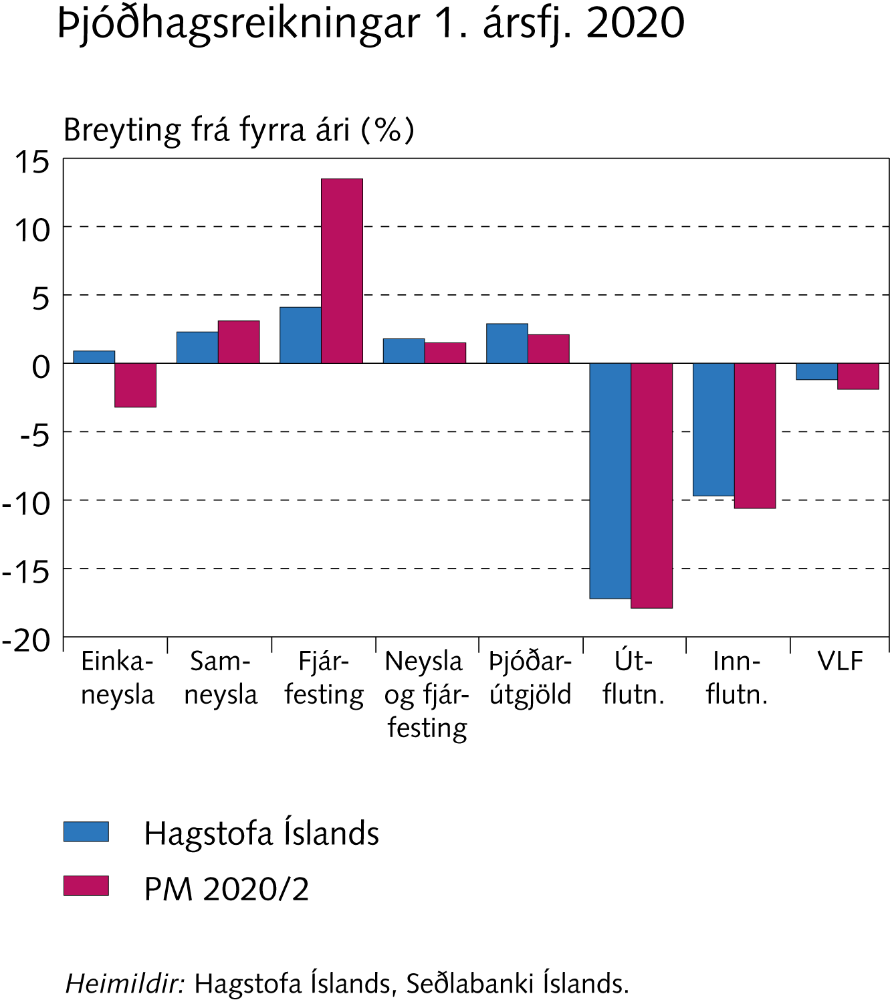 Þjóðhagsreikningar 1. ársfj. 2020
Breyting frá fyrra ári (%)
15
10
5
0
-5
-10
-15
-20
Einka-
neysla
Sam-
neysla
Fjár-
festing
Neysla
og fjár-
festing
Þjóðar-
útgjöld
Út-
flutn.
Inn-
flutn.
VLF
Hagstofa Íslands
PM 2020/2
Heimildir: Hagstofa Íslands, Seðlabanki Íslands.